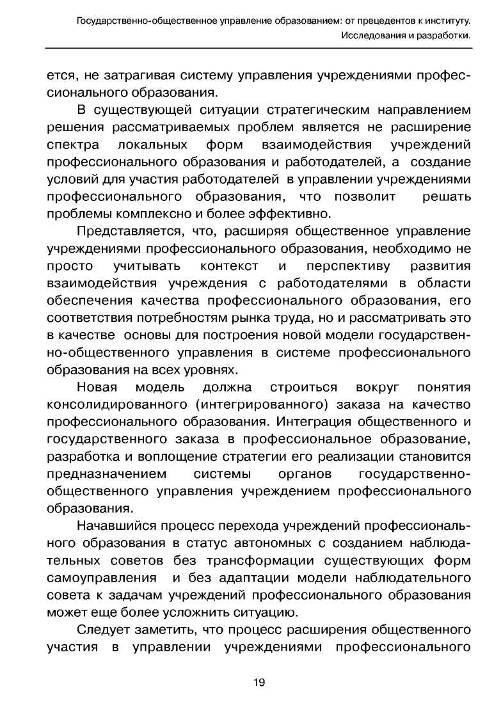 Государственно-общественное управление образованием: от прецедентов к институту.
Исследования и разработки.
ется, не затрагивая систему управления учреждениями профес-
сионального образования.
В существующей ситуации стратегическим направлением
решения рассматриваемых проблем является не расширение
спектра локальных форм взаимодействия учреждений
профессионального образования и работодателей, а создание
условий для участия работодателей в управлении учреждениями
профессионального образования, что позволит решать
проблемы комплексно и более эффективно.
Представляется, что, расширяя общественное управление
учреждениями профессионального образования, необходимо не
просто учитывать контекст и перспективу развития
взаимодействия учреждения с работодателями в области
обеспечения качества профессионального образования, его
соответствия потребностям рынка труда, но и рассматривать это
в качестве основы для построения новой модели государствен-
но-общественного управления в системе профессионального
образования на всех уровнях.
Новая модель должна строиться вокруг понятия
консолидированного (интегрированного) заказа на качество
профессионального образования. Интеграция общественного и
государственного заказа в профессиональное образование,
разработка и воплощение стратегии его реализации становится
предназначением системы органов государственно-
общественного управления учреждением профессионального
образования.
Начавшийся процесс перехода учреждений профессиональ-
ного образования в статус автономных с созданием наблюда-
тельных советов без трансформации существующих форм
самоуправления и без адаптации модели наблюдательного
совета к задачам учреждений профессионального образования
может еще более усложнить ситуацию.
Следует заметить, что процесс расширения общественного
участия в управлении учреждениями профессионального
19